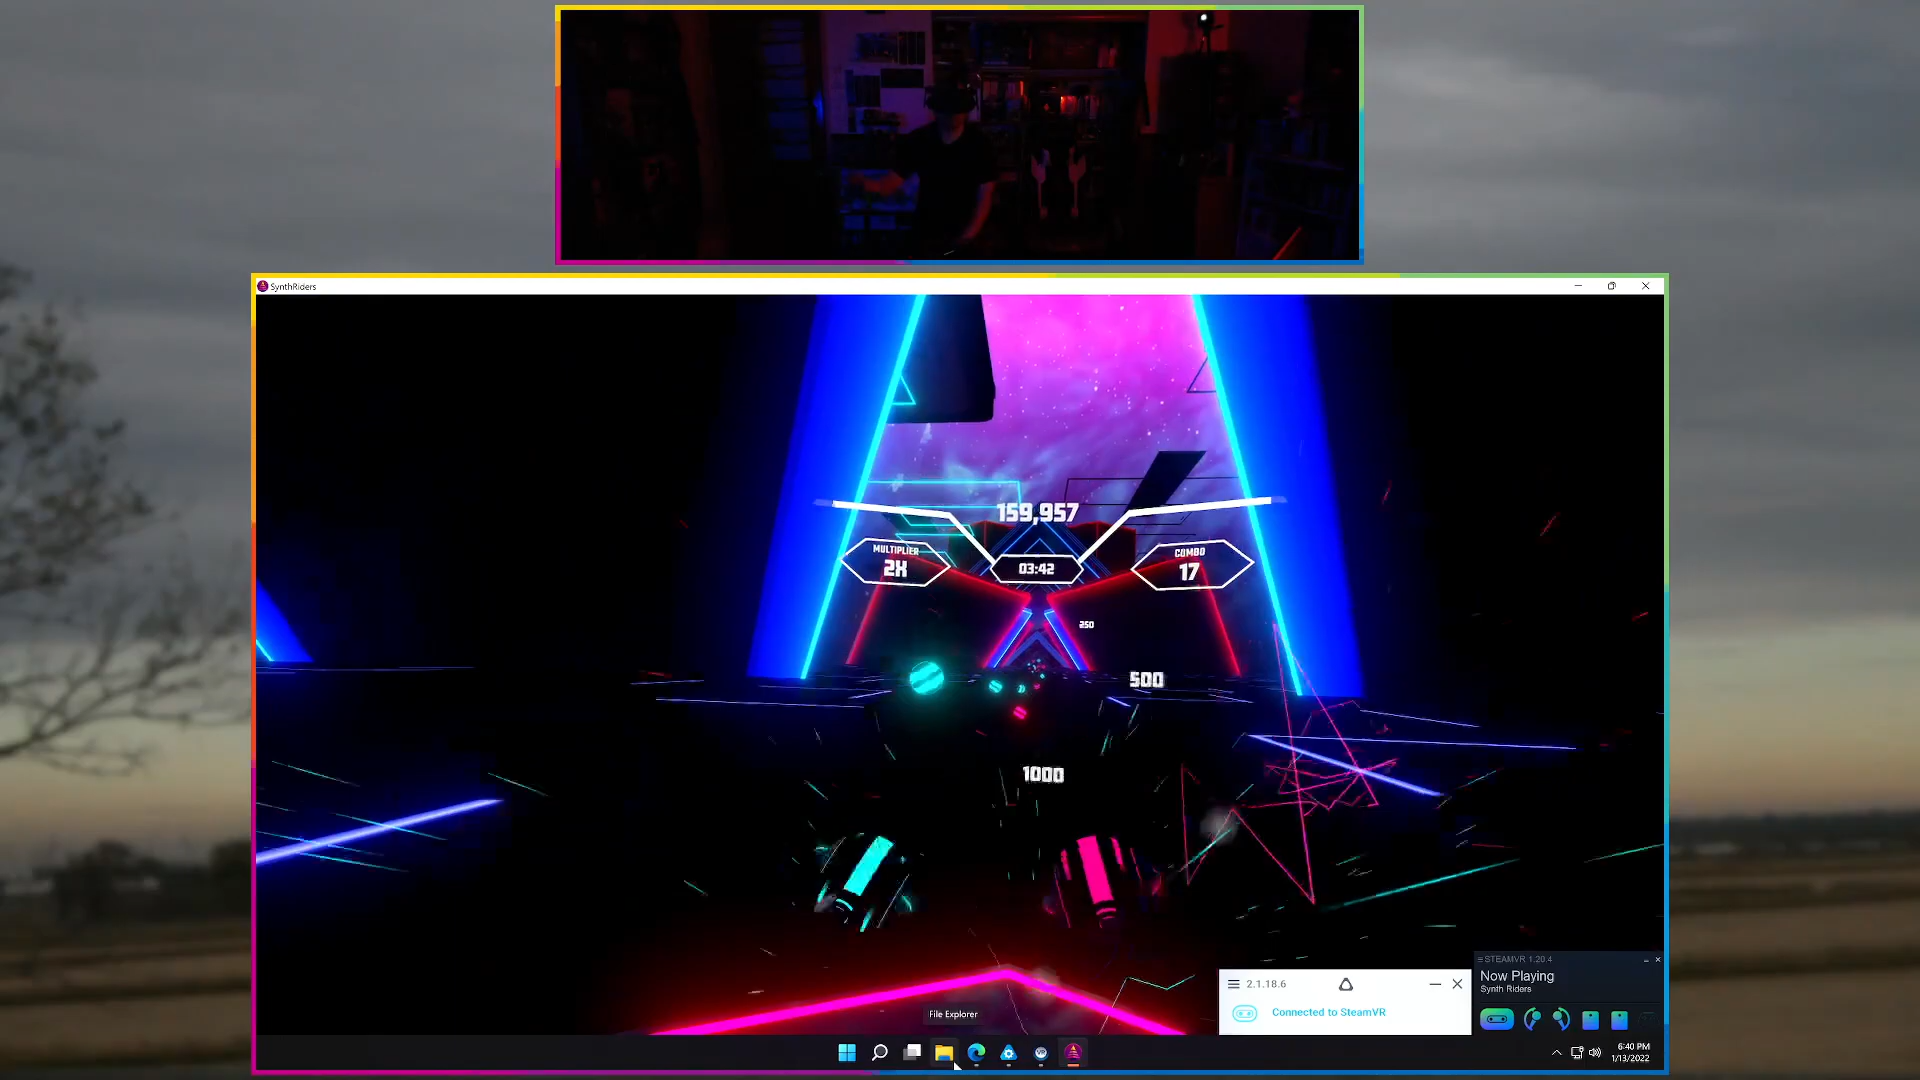 SynthRiders
159,957
MULTIPLIER
2X
03:42
COMBO
17
250
500
1000
File Explorer
2.1.18.6
Connected to SteamVR
STEAMVR 1.20.4
Now Playing
Synth Riders
6:40 PM
1/13/2022